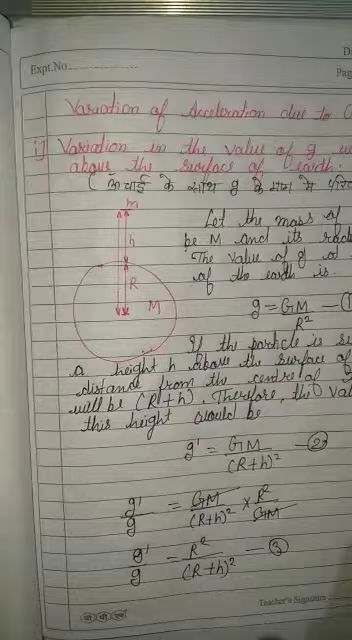 Expt.No.
Variation of Acceleration due to
i] Variation in the value of g
above the surface of earth.
( ऊचाई के साथ g के मान मे
m
h
R
M
Let the mass of
be M and its
The value of g
of the earth is
g = GM/R² — ①
If the particle is
a height h above the surface of
distance from the centre of
will be (R+h). Therefore, the
this height would be
g' = GM/(R+h)² — ②
g'/g = GM/(R+h)² × R²/GM
g'/g = R²/(R+h)² — ③
Teacher's Signature